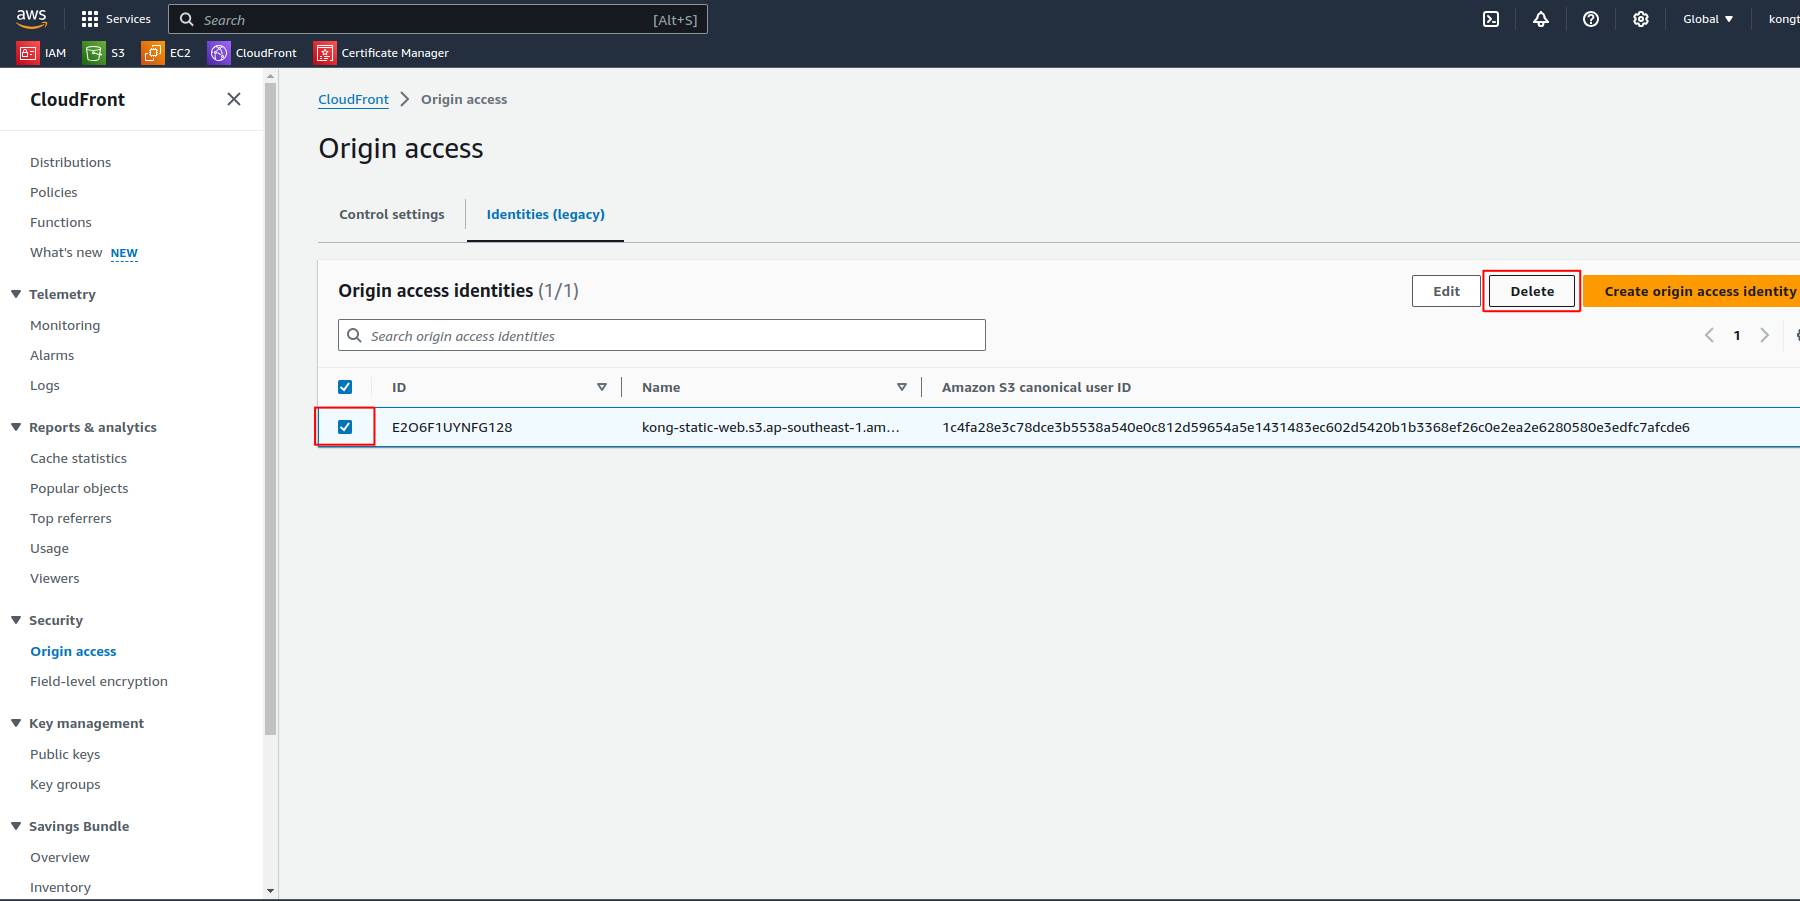 aws Services Search [Alt+S] Global
IAM S3 EC2 CloudFront Certificate Manager
CloudFront
Distributions
Policies
Functions
What's new NEW
Telemetry
Monitoring
Alarms
Logs
Reports & analytics
Cache statistics
Popular objects
Top referrers
Usage
Viewers
Security
Origin access
Field-level encryption
Key management
Public keys
Key groups
Savings Bundle
Overview
Inventory
CloudFront > Origin access
Origin access
Control settings Identities (legacy)
Origin access identities (1/1) Edit Delete Create origin access identity
Search origin access identities 1
ID Name Amazon S3 canonical user ID
E2O6F1UYNFG128 kong-static-web.s3.ap-southeast-1.am... 1c4fa28e3c78dce3b5538a540e0c812d59654a5e1431483ec602d5420b1b3368ef26c0e2ea2e6280580e3edfc7afcde6